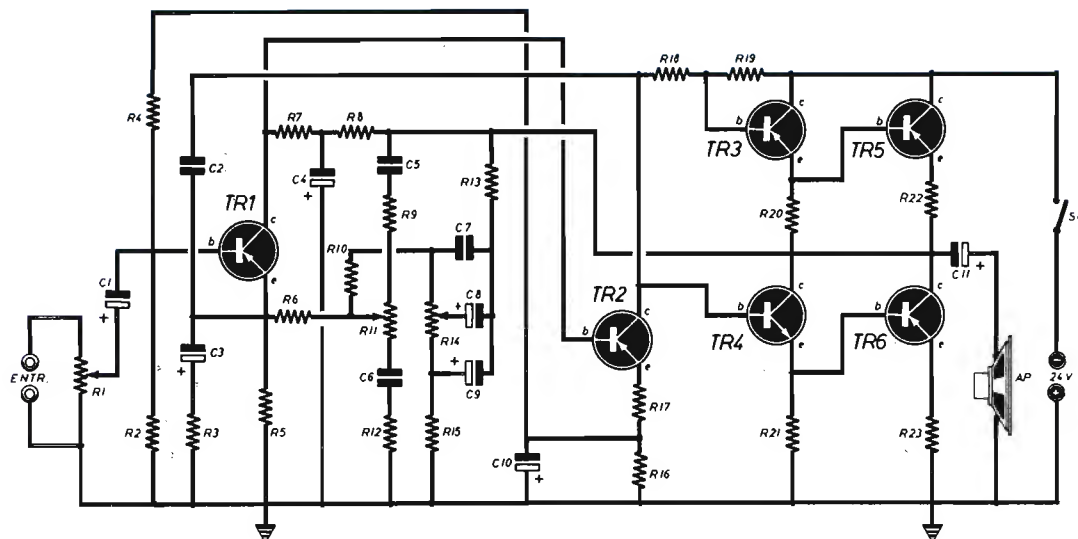 R18 R19
R4
c c
R7 R8
b b
TR3 TR5
C2 C4 C5 R13 e e
+
TR1 R9 R20 R22
c
C7
b R10 C11
+
C1 TR2 c c
e
R6 C8 c b b
+ +
R11 R14 b TR4 e TR6 e
C3 e AP 24V
ENTR. + C6 + C9
R1 R17
R2 R3 R5 R12 R15 R21 R23
C10 R16
+